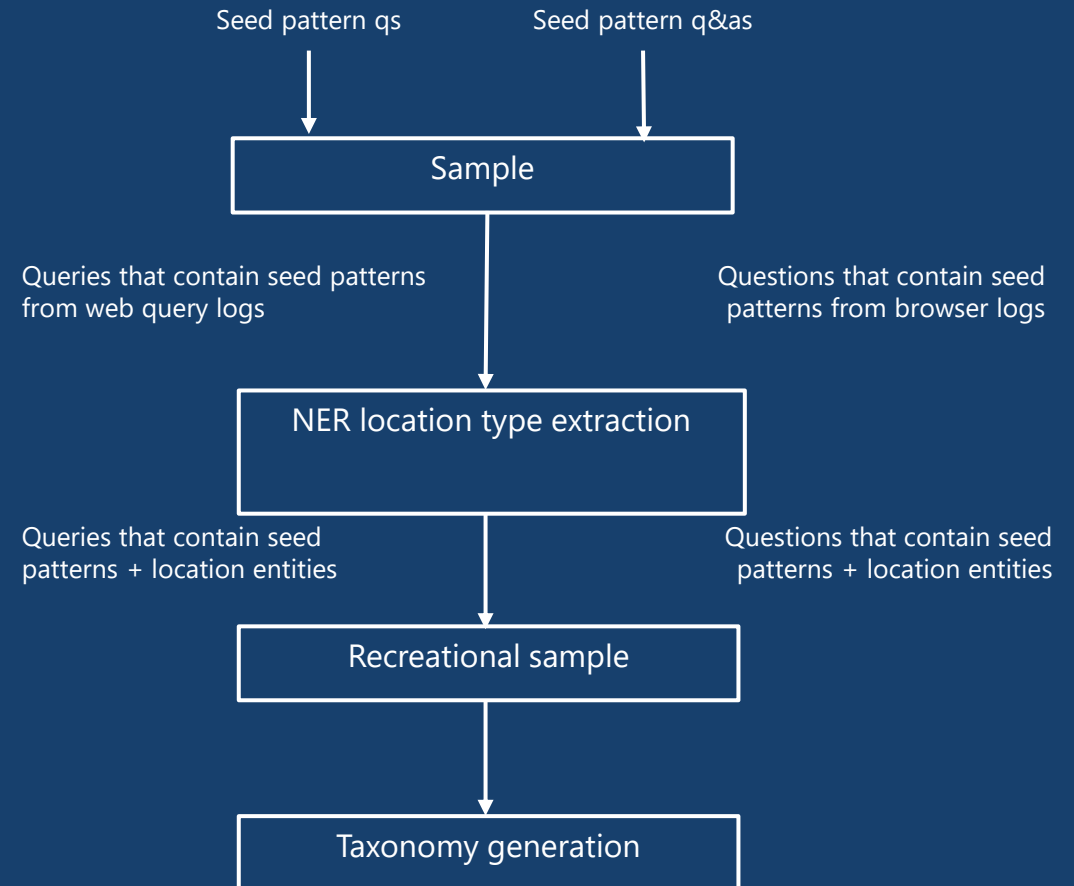 Seed pattern qs
Seed pattern q&as
Sample
Queries that contain seed patterns
from web query logs
Questions that contain seed
patterns from browser logs
NER location type extraction
Queries that contain seed
patterns + location entities
Questions that contain seed
patterns + location entities
Recreational sample
Taxonomy generation